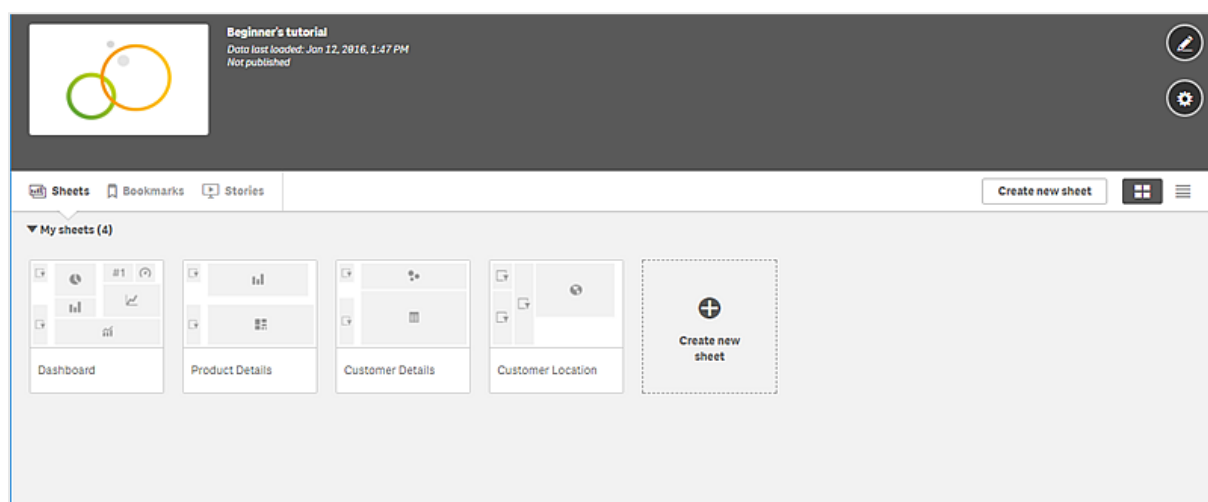 Beginner's tutorial
Data last loaded: Jan 12, 2016, 1:47 PM
Not published
Sheets
Bookmarks
Stories
Create new sheet
My sheets (4)
#1
Dashboard
Product Details
Customer Details
Customer Location
Create new
sheet